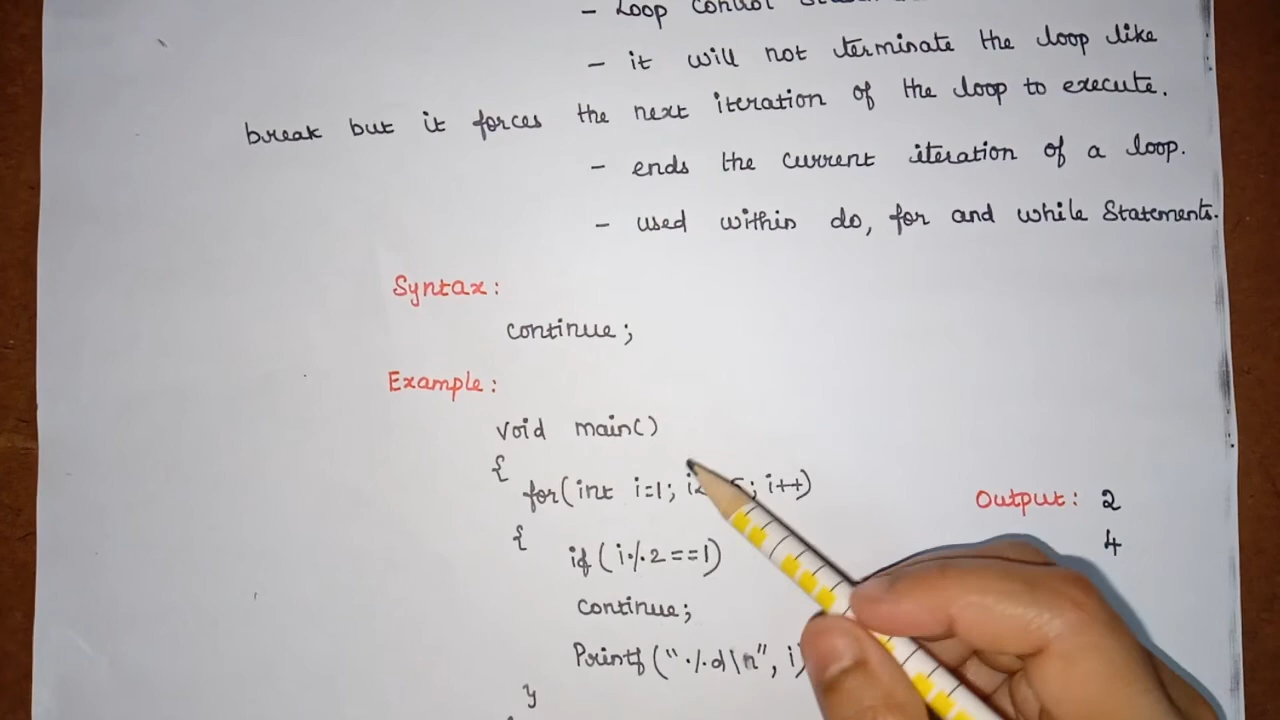 - Loop
- it will not terminate the loop like
break but it forces the next iteration of the loop to execute.
- ends the current iteration of a loop.
- used within do, for and while Statements.
Syntax:
continue;
Example:
void main()
{
for(int i=1; i< 5; i++)
Output: 2
{
4
if (i%2==1)
continue;
Printf("%d\n", i)
}